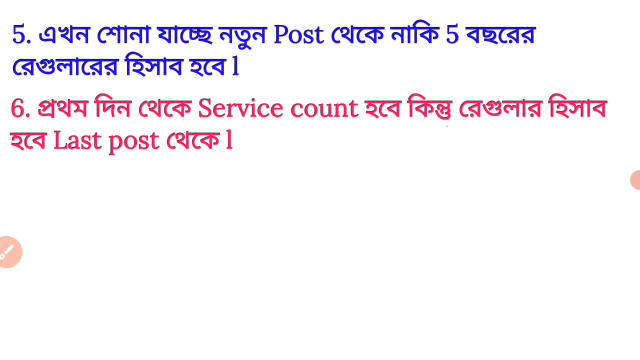 5. এখন শোনা যাচ্ছে নতুন Post থেকে নাকি 5 বছরের
রেগুলারের হিসাব হবে l
6. প্রথম দিন থেকে Service count হবে কিন্তু রেগুলার হিসাব
হবে Last post থেকে l